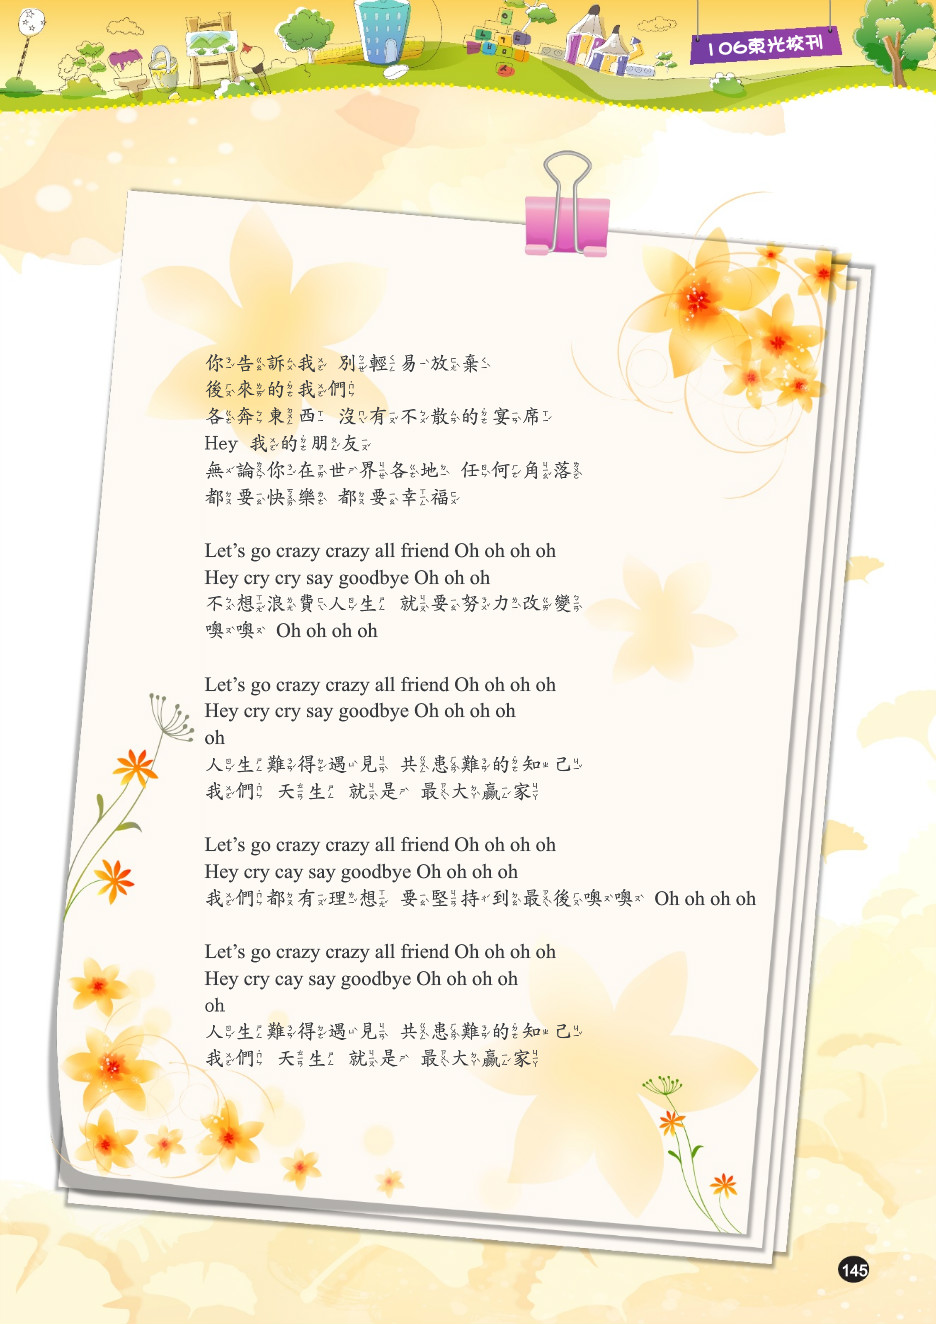 106東光校刊
你告訴我 別輕易放棄
後來的我們
各奔東西 沒有不散的宴席
Hey 我的朋友
無論你在世界各地 任何角落
都要快樂 都要幸福
Let's go crazy crazy all friend Oh oh oh oh
Hey cry cry say goodbye Oh oh oh
不想浪費人生 就要努力改變
噢噢 Oh oh oh oh
Let's go crazy crazy all friend Oh oh oh oh
Hey cry cry say goodbye Oh oh oh oh
oh
人生難得遇見 共患難的知己
我們 天生 就是 最大贏家
Let's go crazy crazy all friend Oh oh oh oh
Hey cry cay say goodbye Oh oh oh oh
我們都有理想 要堅持到最後噢噢 Oh oh oh oh
Let's go crazy crazy all friend Oh oh oh oh
Hey cry cay say goodbye Oh oh oh oh
oh
人生難得遇見 共患難的知己
我們 天生 就是 最大贏家
145